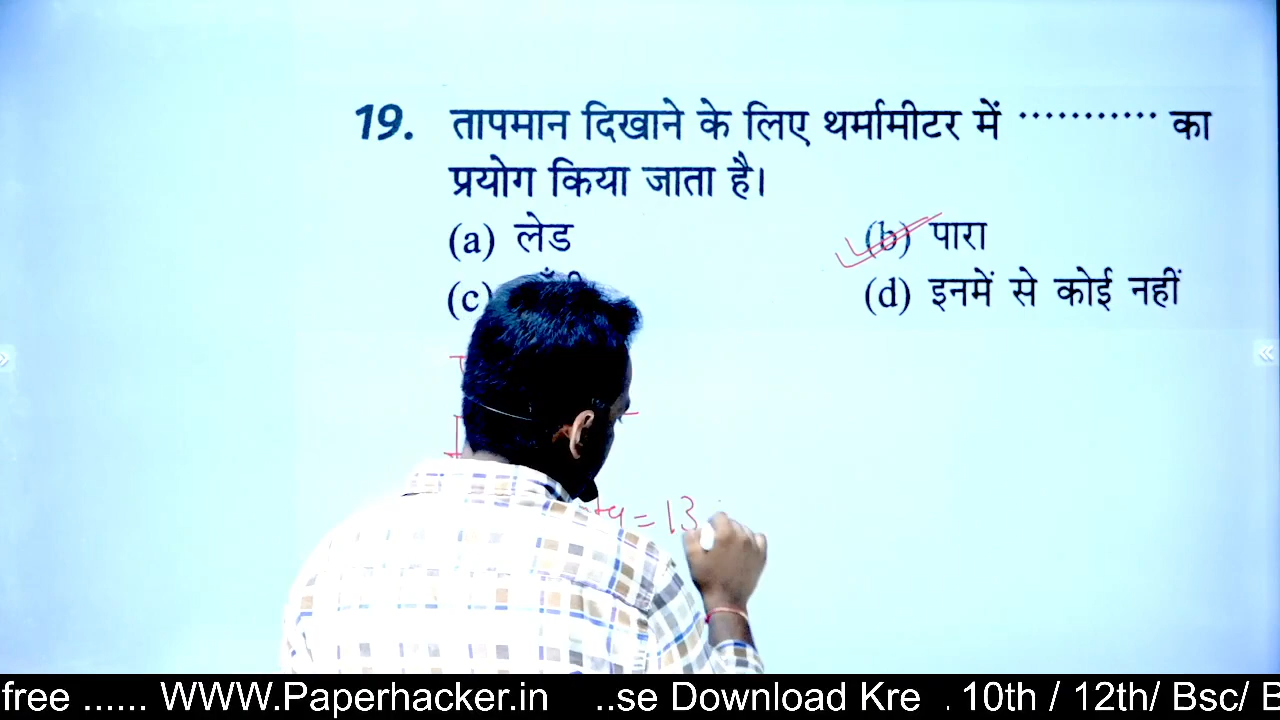 19. तापमान दिखाने के लिए थर्मामीटर में ············ का
प्रयोग किया जाता है।
(a) लेड
(b) पारा
(c)
(d) इनमें से कोई नहीं
= 13
free ...... WWW.Paperhacker.in ..se Download Kre . 10th / 12th/ Bsc/ B